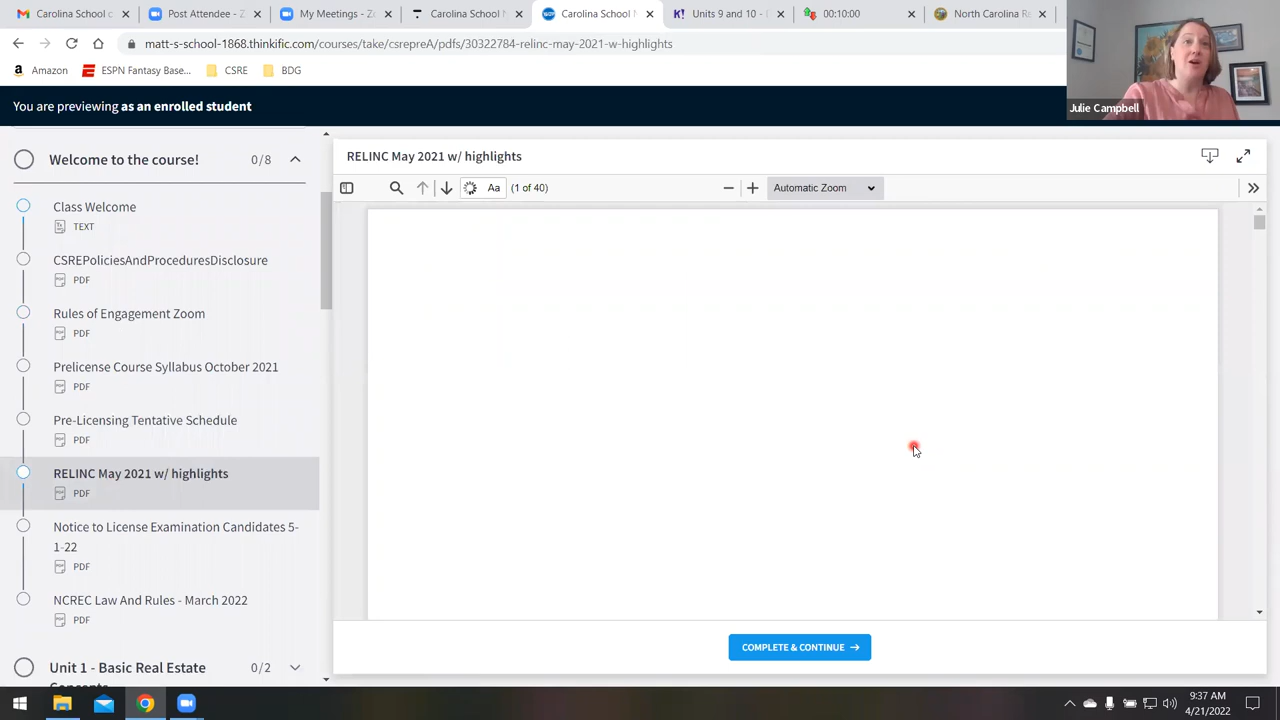 Post Attendee - Z
My Meetings - Z
Carolina School
Carolina School
Units 9 and 10 -
00:10:00
North Carolina Re
matt-s-school-1868.thinkific.com/courses/take/csrepreA/pdfs/30322784-relinc-may-2021-w-highlights
Amazon
ESPN Fantasy Base...
CSRE
BDG
Julie Campbell
You are previewing as an enrolled student
Welcome to the course!
0/8
RELINC May 2021 w/ highlights
Aa
(1 of 40)
Automatic Zoom
Class Welcome
TEXT
CSREPoliciesAndProceduresDisclosure
PDF
Rules of Engagement Zoom
PDF
Prelicense Course Syllabus October 2021
PDF
Pre-Licensing Tentative Schedule
PDF
RELINC May 2021 w/ highlights
PDF
Notice to License Examination Candidates 5-
1-22
PDF
NCREC Law And Rules - March 2022
PDF
COMPLETE & CONTINUE
Unit 1 - Basic Real Estate
0/2
9:37 AM
4/21/2022